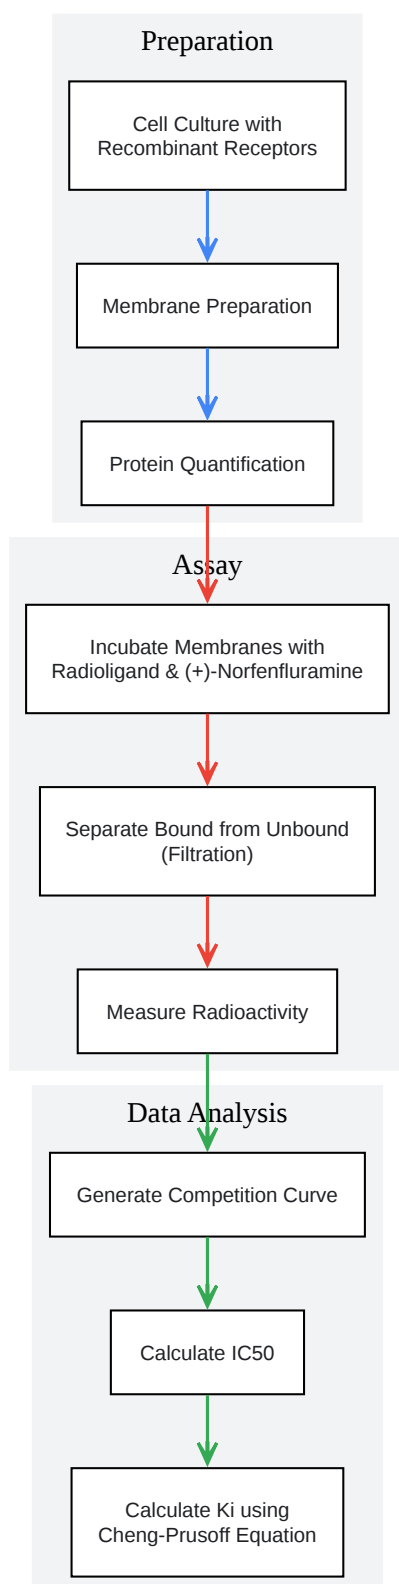 Preparation
Cell Culture with
Recombinant Receptors
Membrane Preparation
Protein Quantification
Assay
Incubate Membranes with
Radioligand & (+)-Norfenfluramine
Separate Bound from Unbound
(Filtration)
Measure Radioactivity
Data Analysis
Generate Competition Curve
Calculate IC50
Calculate Ki using
Cheng-Prusoff Equation